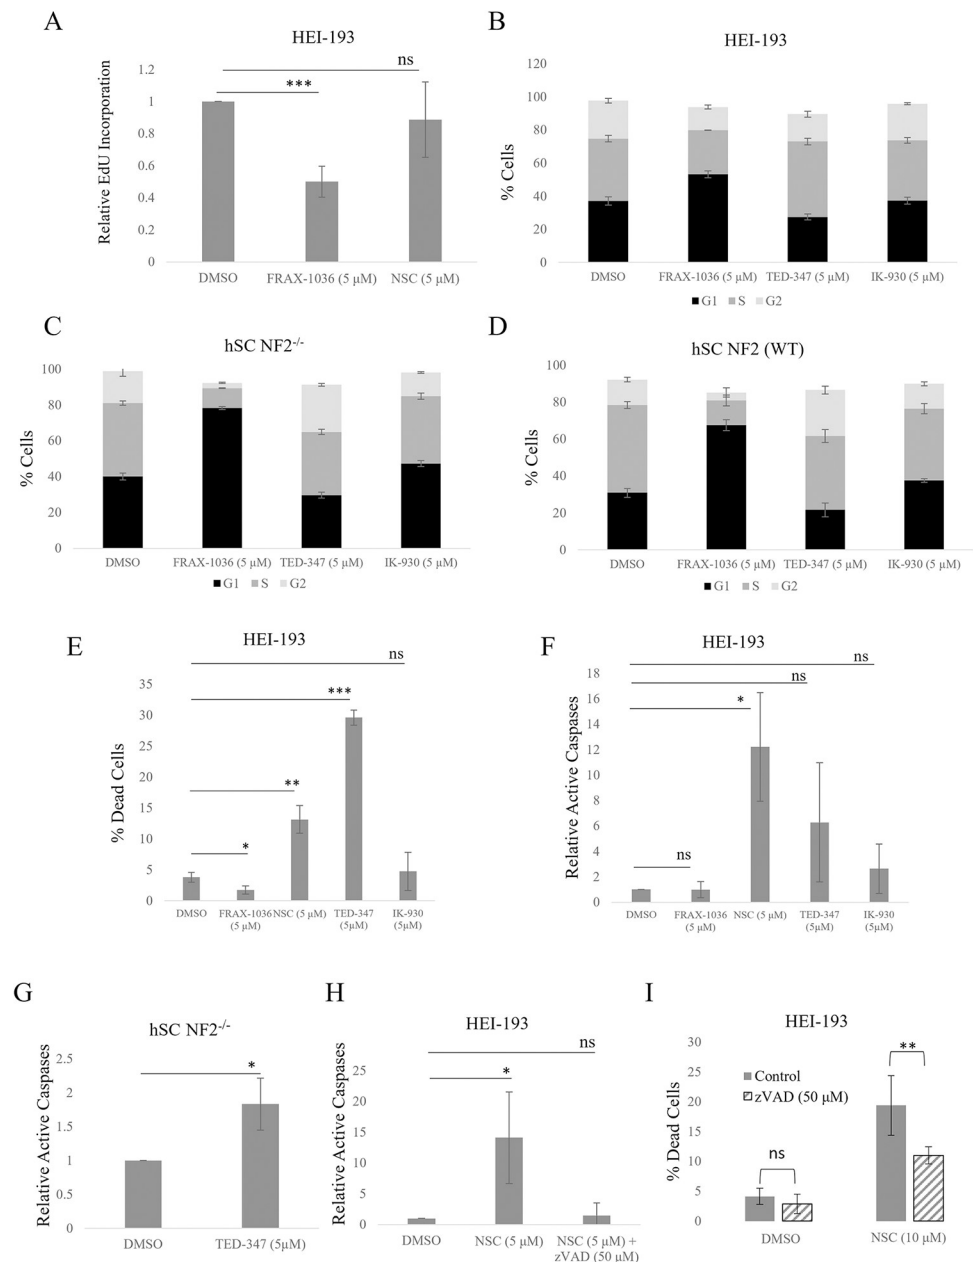 A
HEI-193
Relative EdU Incorporation
1.2
1
0.8
0.6
0.4
0.2
0
***
ns
DMSO
FRAX-1036 (5 μM)
NSC (5 μM)
B
HEI-193
% Cells
120
100
80
60
40
20
0
DMSO
FRAX-1036 (5 μM)
TED-347 (5 μM)
IK-930 (5 μM)
G1
S
G2
C
hSC NF2-/-
% Cells
100
80
60
40
20
0
DMSO
FRAX-1036 (5 μM)
TED-347 (5 μM)
IK-930 (5 μM)
G1
S
G2
D
hSC NF2 (WT)
% Cells
100
80
60
40
20
0
DMSO
FRAX-1036 (5 μM)
TED-347 (5 μM)
IK-930 (5 μM)
G1
S
G2
E
HEI-193
% Dead Cells
35
30
25
20
15
10
5
0
ns
***
**
*
DMSO
FRAX-1036
(5 μM)
NSC (5 μM)
TED-347
(5μM)
IK-930
(5μM)
F
HEI-193
Relative Active Caspases
18
16
14
12
10
8
6
4
2
0
ns
ns
*
ns
DMSO
FRAX-1036
(5 μM)
NSC (5 μM)
TED-347
(5μM)
IK-930
(5μM)
G
hSC NF2-/-
Relative Active Caspases
2.5
2
1.5
1
0.5
0
*
DMSO
TED-347 (5μM)
H
HEI-193
Relative Active Caspases
30
25
20
15
10
5
0
ns
*
DMSO
NSC (5 μM)
NSC (5 μM) +
zVAD (50 μM)
I
HEI-193
% Dead Cells
30
25
20
15
10
5
0
Control
zVAD (50 μM)
**
ns
DMSO
NSC (10 μM)